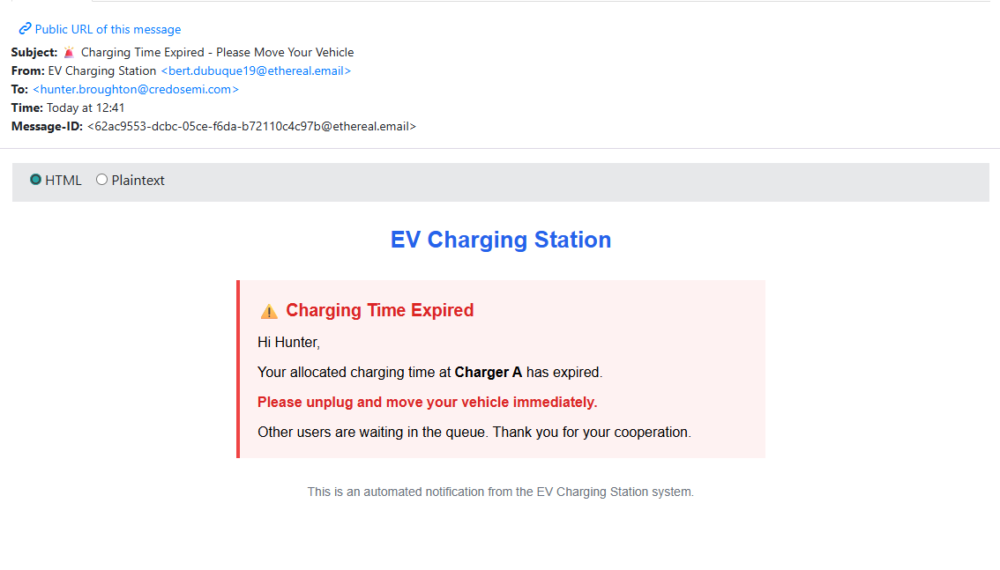 Public URL of this message
Subject: 🚨 Charging Time Expired - Please Move Your Vehicle
From: EV Charging Station <bert.dubuque19@ethereal.email>
To: <hunter.broughton@credosemi.com>
Time: Today at 12:41
Message-ID: <62ac9553-dcbc-05ce-f6da-b72110c4c97b@ethereal.email>
HTML Plaintext
EV Charging Station
⚠️ Charging Time Expired
Hi Hunter,
Your allocated charging time at Charger A has expired.
Please unplug and move your vehicle immediately.
Other users are waiting in the queue. Thank you for your cooperation.
This is an automated notification from the EV Charging Station system.